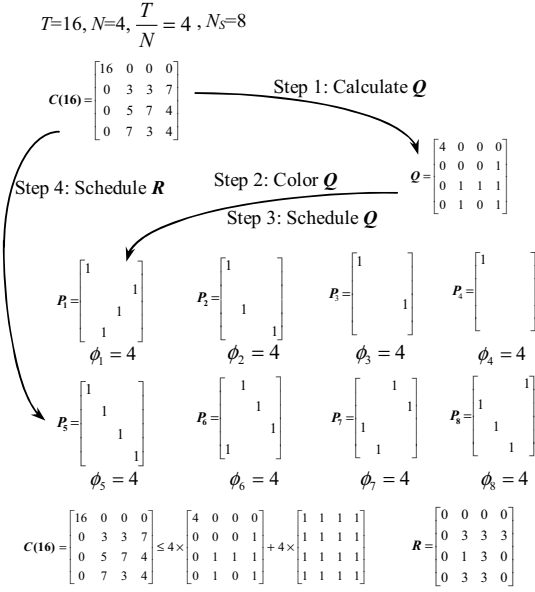 T=16, N=4, T/N = 4 , N_S=8
C(16) = [16 0 0 0; 0 3 3 7; 0 5 7 4; 0 7 3 4]
Step 1: Calculate Q
Q = [4 0 0 0; 0 0 0 1; 0 1 1 1; 0 1 0 1]
Step 4: Schedule R
Step 2: Color Q
Step 3: Schedule Q
P_1 = [1 ; 1; 1 ; 1 ]
P_2 = [1 ; ; 1 ; 1]
P_3 = [1 ; ; 1; ]
P_4 = [1 ; ; ; ]
ϕ_1 = 4
ϕ_2 = 4
ϕ_3 = 4
ϕ_4 = 4
P_5 = [1 ; 1 ; 1 ; 1]
P_6 = [1 ; 1 ; 1; 1 ]
P_7 = [1 ; 1; 1 ; 1 ]
P_8 = [1; 1 ; 1 ; 1 ]
ϕ_5 = 4
ϕ_6 = 4
ϕ_7 = 4
ϕ_8 = 4
C(16) = [16 0 0 0; 0 3 3 7; 0 5 7 4; 0 7 3 4] ≤ 4× [4 0 0 0; 0 0 0 1; 0 1 1 1; 0 1 0 1] + 4× [1 1 1 1; 1 1 1 1; 1 1 1 1; 1 1 1 1]
R = [0 0 0 0; 0 3 3 3; 0 1 3 0; 0 3 3 0]